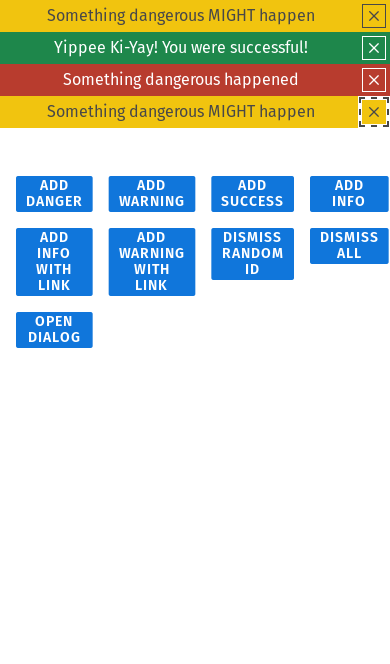 Something dangerous MIGHT happen
Yippee Ki-Yay! You were successful!
Something dangerous happened
Something dangerous MIGHT happen
ADD
DANGER
ADD
WARNING
ADD
SUCCESS
ADD
INFO
ADD
INFO
WITH
LINK
ADD
WARNING
WITH
LINK
DISMISS
RANDOM
ID
DISMISS
ALL
OPEN
DIALOG